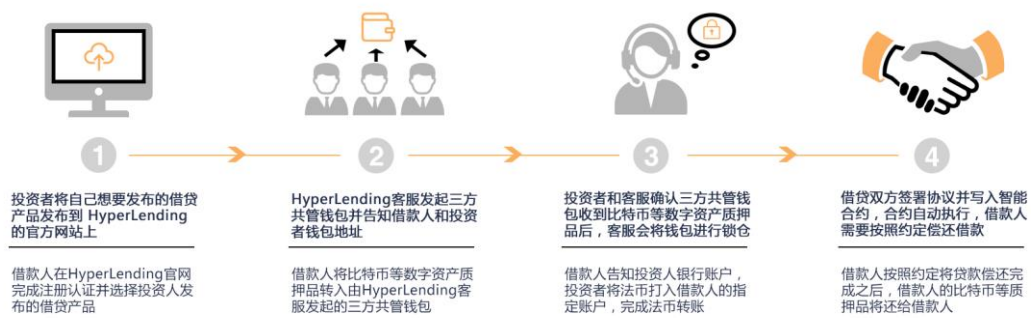 1
2
3
4
投资者将自己想要发布的借贷
产品发布到 HyperLending
的官方网站上
借款人在HyperLending官网
完成注册认证并选择投资人发
布的借贷产品
HyperLending客服发起三方
共管钱包并告知借款人和投资
者钱包地址
借款人将比特币等数字资产质
押品转入由HyperLending客
服发起的三方共管钱包
投资者和客服确认三方共管钱
包收到比特币等数字资产质押
品后，客服会将钱包进行锁仓
借款人告知投资人银行账户，
投资者将法币打入借款人的指
定账户，完成法币转账
借贷双方签署协议并写入智能
合约，合约自动执行，借款人
需要按照约定偿还借款
借款人按照约定将贷款偿还完
成之后，借款人的比特币等质
押品将还给借款人